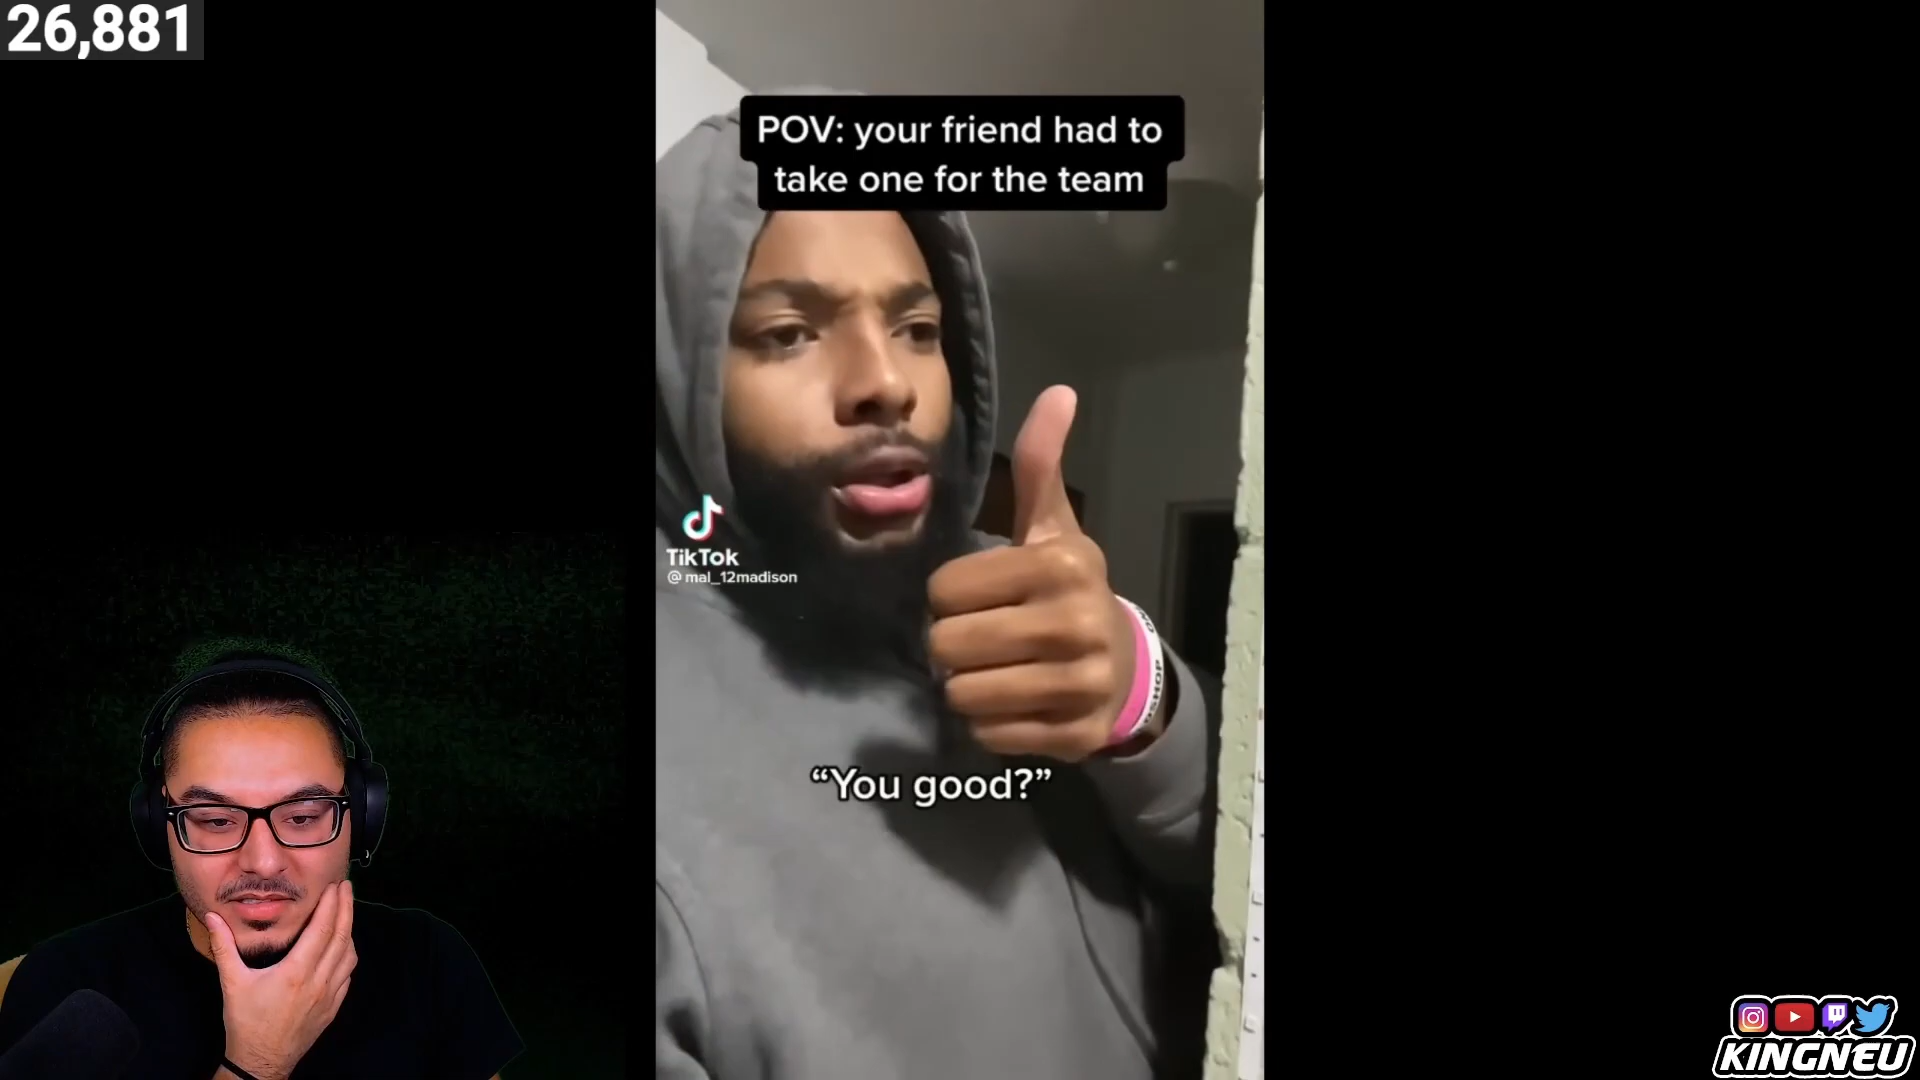 26,881
POV: your friend had to
take one for the team
TikTok
@mal_12madison
“You good?”
KINGNEU